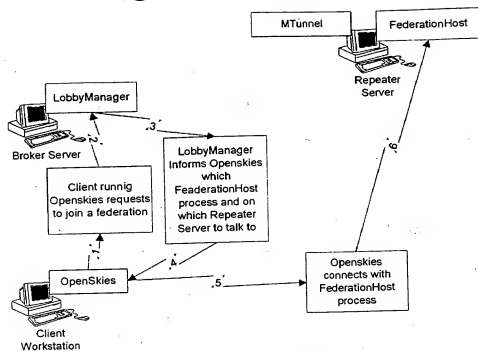 MTunnel
FederationHost
Repeater
Server
LobbyManager
Broker Server
.2'
.3'
Client runnig
Openskies requests
to join a federation
LobbyManager
Informs Openskies
which
FeaderationHost
process and on
which Repeater
Server to talk to
.6'
.1'
.4'
OpenSkies
.5'
Openskies
connects with
FederationHost
process
Client
Workstation